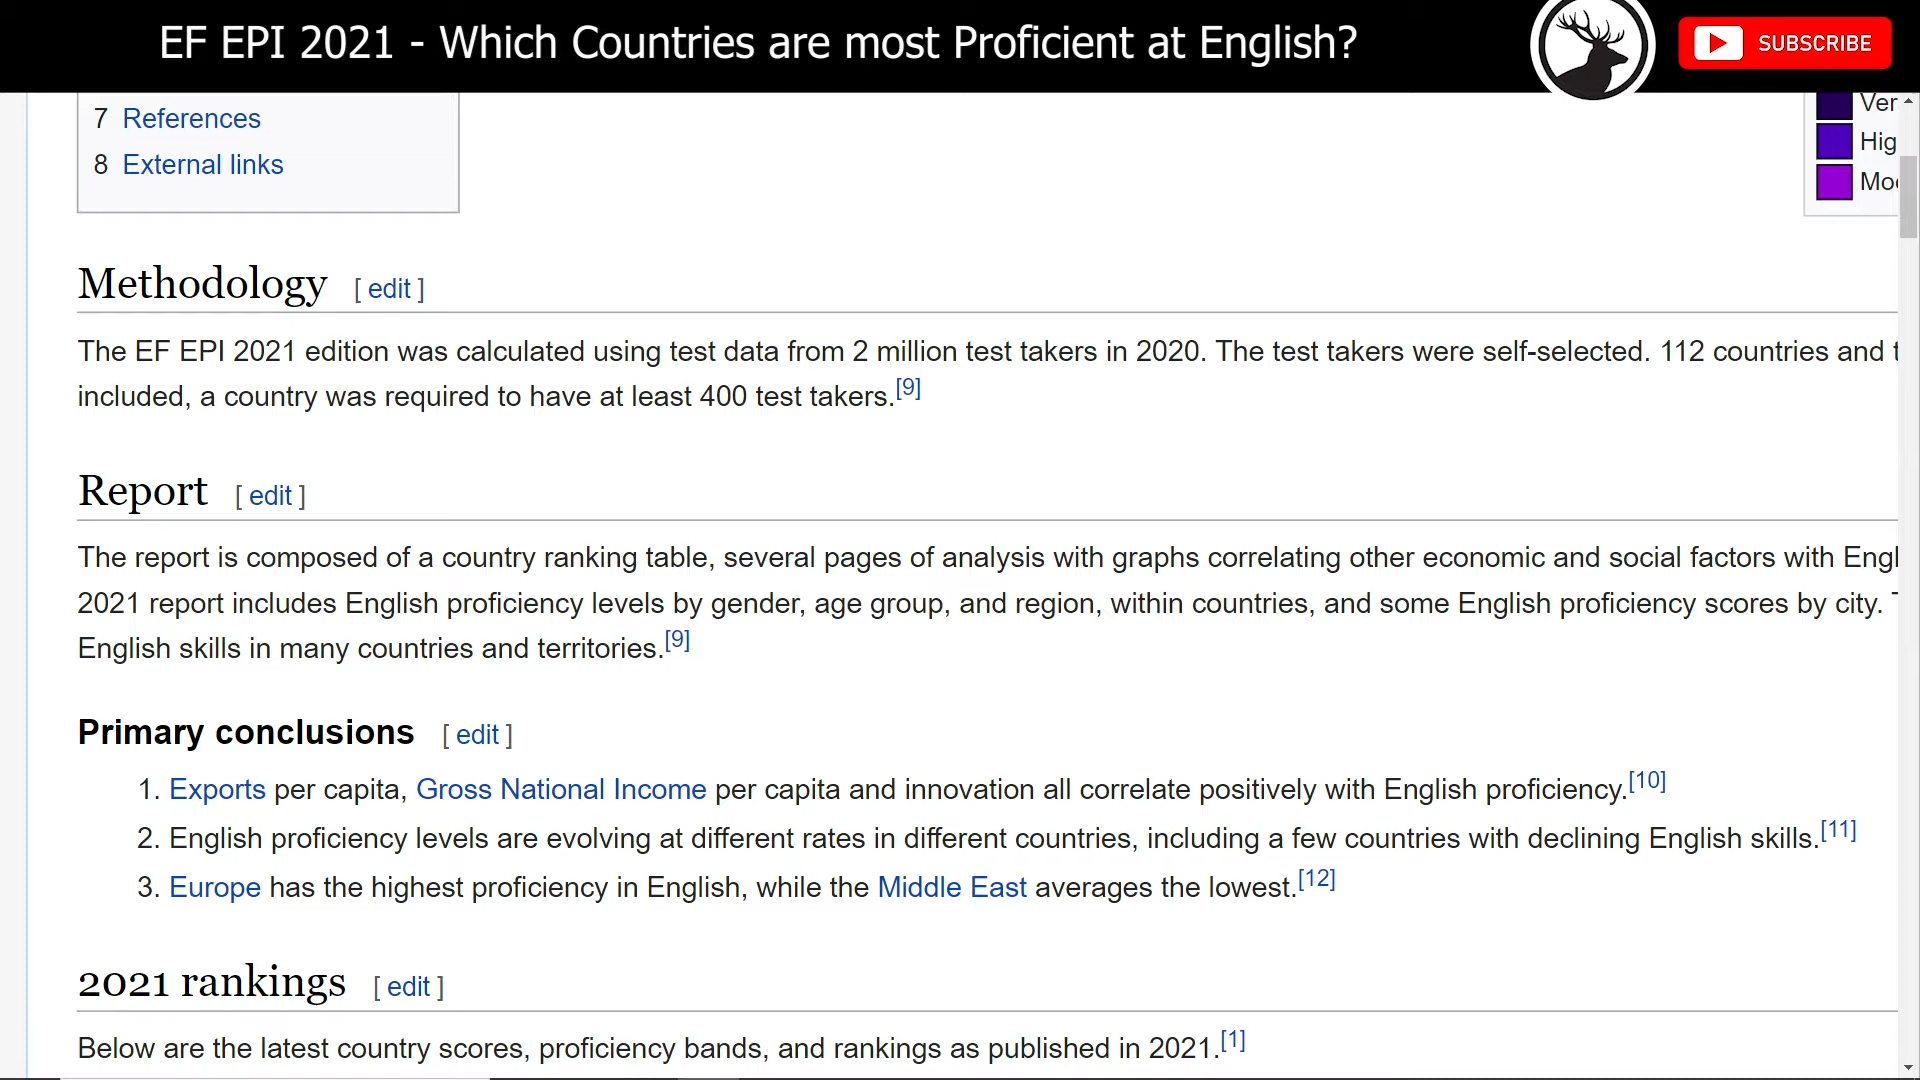 EF EPI 2021 - Which Countries are most Proficient at English?
SUBSCRIBE
7 References
8 External links
Ver
Hig
Mod
Methodology [ edit ]
The EF EPI 2021 edition was calculated using test data from 2 million test takers in 2020. The test takers were self-selected. 112 countries and t
included, a country was required to have at least 400 test takers.[9]
Report [ edit ]
The report is composed of a country ranking table, several pages of analysis with graphs correlating other economic and social factors with Engl
2021 report includes English proficiency levels by gender, age group, and region, within countries, and some English proficiency scores by city. T
English skills in many countries and territories.[9]
Primary conclusions [ edit ]
1. Exports per capita, Gross National Income per capita and innovation all correlate positively with English proficiency.[10]
2. English proficiency levels are evolving at different rates in different countries, including a few countries with declining English skills.[11]
3. Europe has the highest proficiency in English, while the Middle East averages the lowest.[12]
2021 rankings [ edit ]
Below are the latest country scores, proficiency bands, and rankings as published in 2021.[1]